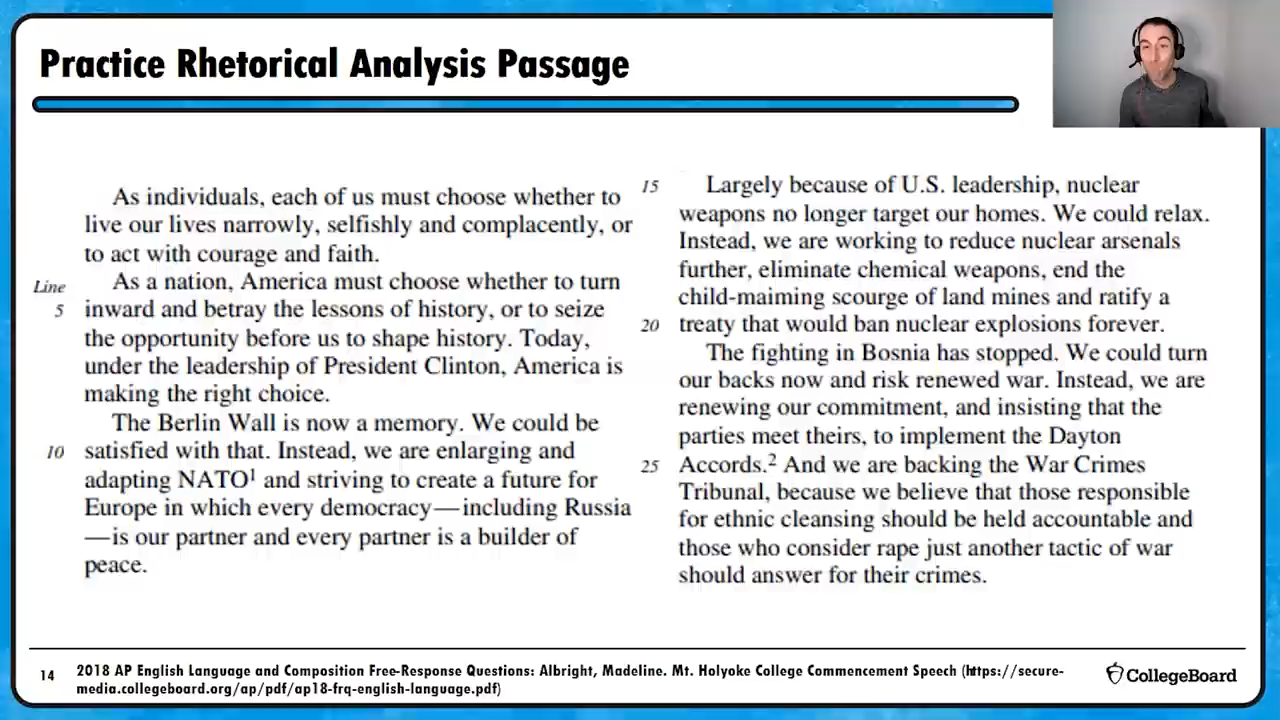 Practice Rhetorical Analysis Passage
As individuals, each of us must choose whether to
live our lives narrowly, selfishly and complacently, or
to act with courage and faith.
As a nation, America must choose whether to turn
Line
5 inward and betray the lessons of history, or to seize
the opportunity before us to shape history. Today,
under the leadership of President Clinton, America is
making the right choice.
The Berlin Wall is now a memory. We could be
10 satisfied with that. Instead, we are enlarging and
adapting NATO¹ and striving to create a future for
Europe in which every democracy—including Russia
—is our partner and every partner is a builder of
peace.
15 Largely because of U.S. leadership, nuclear
weapons no longer target our homes. We could relax.
Instead, we are working to reduce nuclear arsenals
further, eliminate chemical weapons, end the
child-maiming scourge of land mines and ratify a
20 treaty that would ban nuclear explosions forever.
The fighting in Bosnia has stopped. We could turn
our backs now and risk renewed war. Instead, we are
renewing our commitment, and insisting that the
parties meet theirs, to implement the Dayton
25 Accords.² And we are backing the War Crimes
Tribunal, because we believe that those responsible
for ethnic cleansing should be held accountable and
those who consider rape just another tactic of war
should answer for their crimes.
14 2018 AP English Language and Composition Free-Response Questions: Albright, Madeline. Mt. Holyoke College Commencement Speech (https://secure-
media.collegeboard.org/ap/pdf/ap18-frq-english-language.pdf)
CollegeBoard